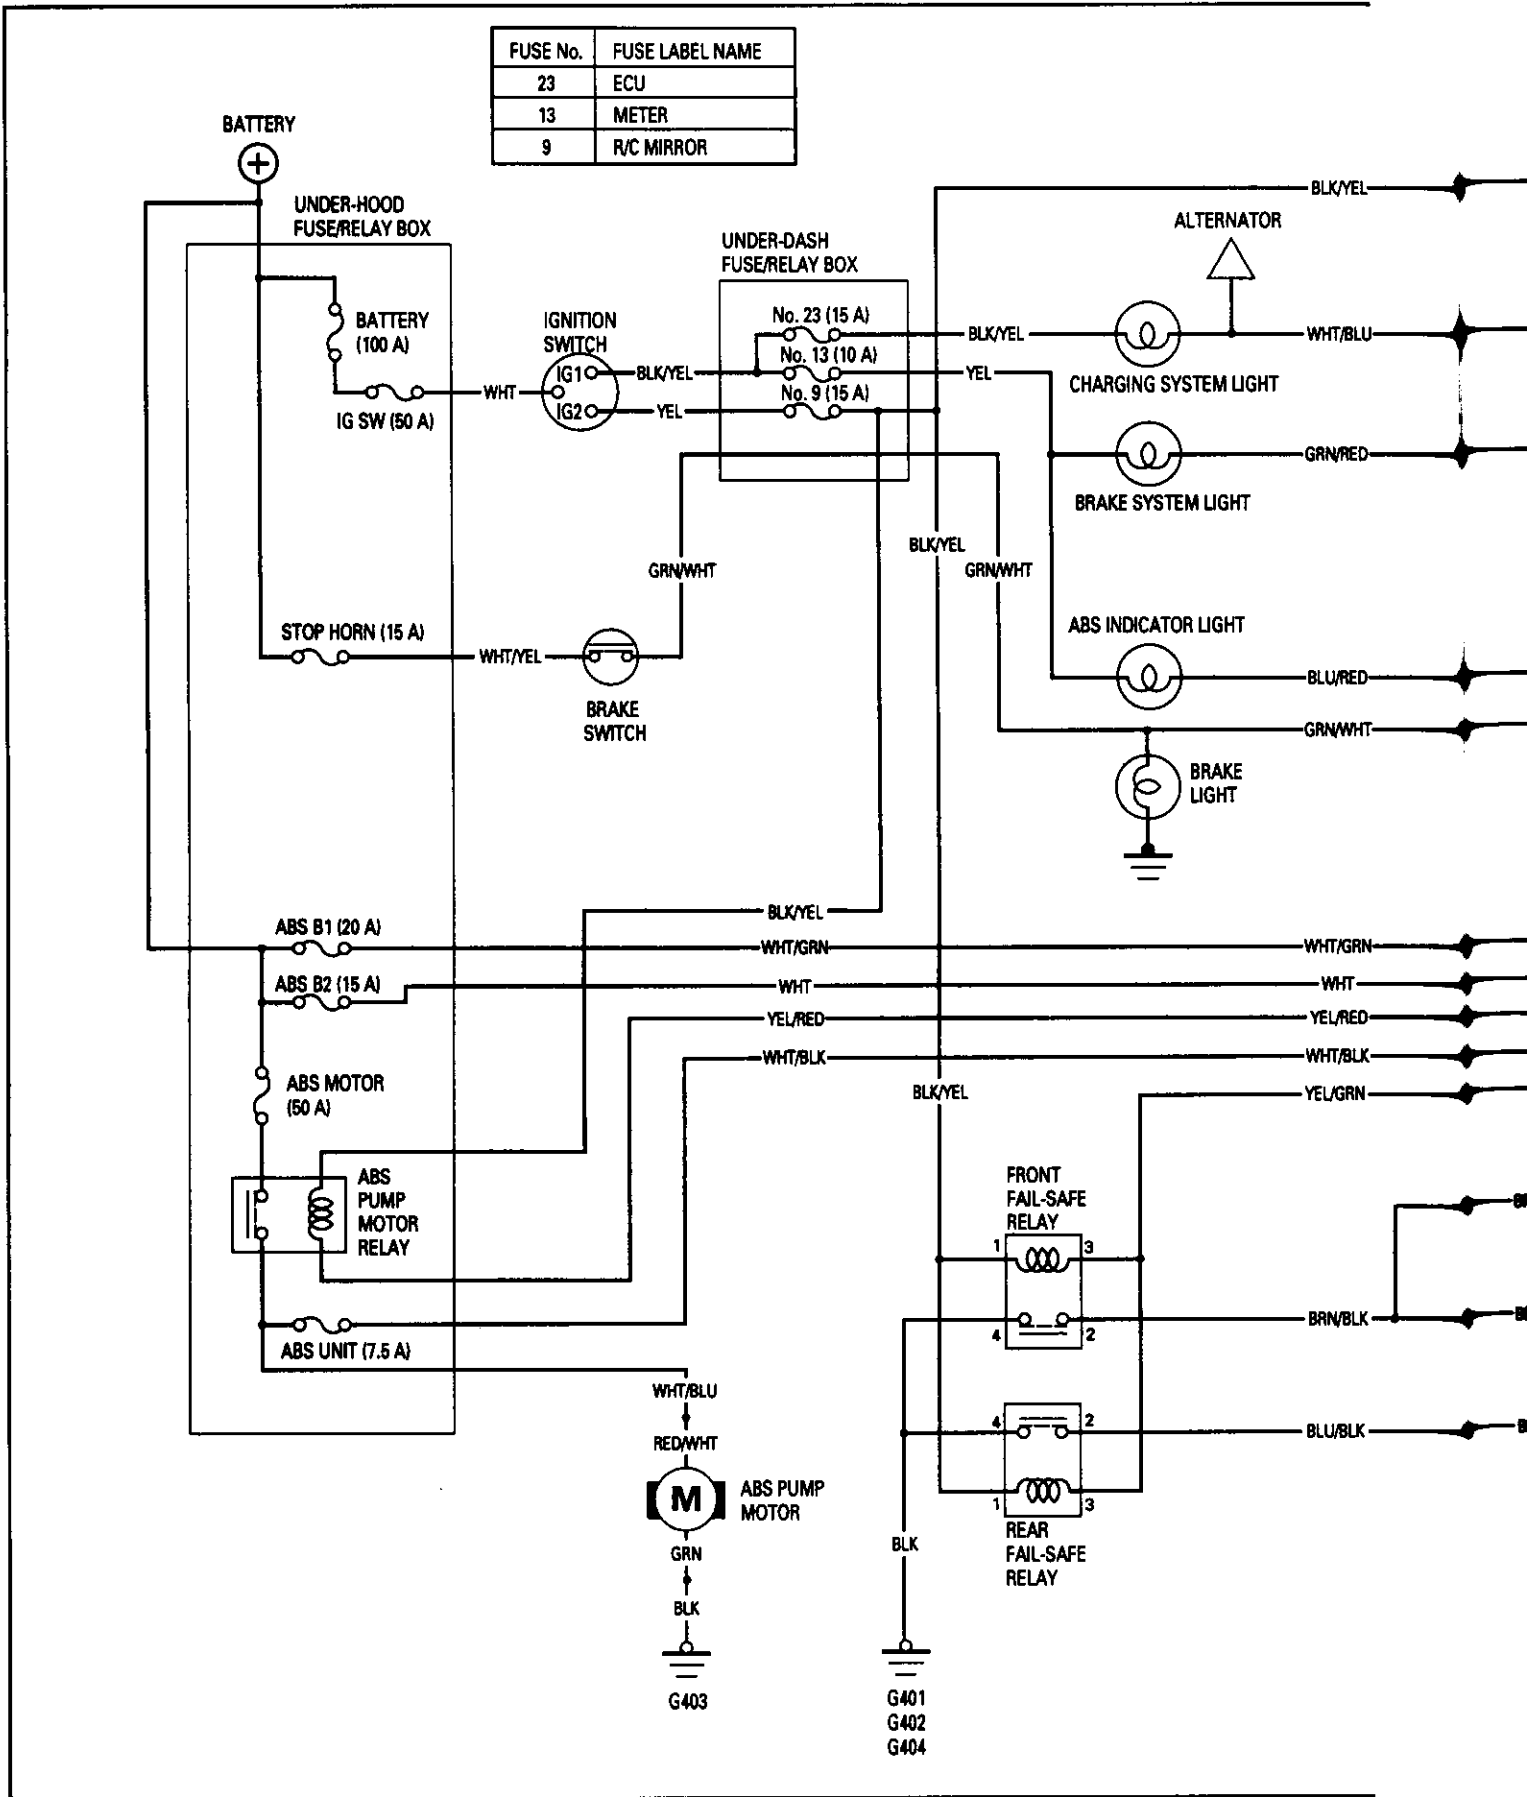 FUSE No. FUSE LABEL NAME
23 ECU
13 METER
9 R/C MIRROR
BATTERY
+
UNDER-HOOD
FUSE/RELAY BOX
BATTERY
(100 A)
IG SW (50 A)
WHT
IGNITION
SWITCH
IG1
IG2
BLK/YEL
YEL
UNDER-DASH
FUSE/RELAY BOX
No. 23 (15 A)
No. 13 (10 A)
No. 9 (15 A)
BLK/YEL
ALTERNATOR
BLK/YEL
WHT/BLU
CHARGING SYSTEM LIGHT
YEL
GRN/RED
BRAKE SYSTEM LIGHT
BLK/YEL
GRN/WHT
GRN/WHT
STOP HORN (15 A)
WHT/YEL
BRAKE
SWITCH
ABS INDICATOR LIGHT
BLU/RED
GRN/WHT
BRAKE
LIGHT
BLK/YEL
ABS B1 (20 A)
WHT/GRN
WHT/GRN
ABS B2 (15 A)
WHT
WHT
YEL/RED
YEL/RED
WHT/BLK
WHT/BLK
ABS MOTOR
(50 A)
BLK/YEL
YEL/GRN
ABS
PUMP
MOTOR
RELAY
FRONT
FAIL-SAFE
RELAY
1 3
4 2
BRN/BLK
ABS UNIT (7.5 A)
WHT/BLU
RED/WHT
M
ABS PUMP
MOTOR
GRN
BLK
G403
4 2
BLU/BLK
1 3
REAR
FAIL-SAFE
RELAY
BLK
G401
G402
G404